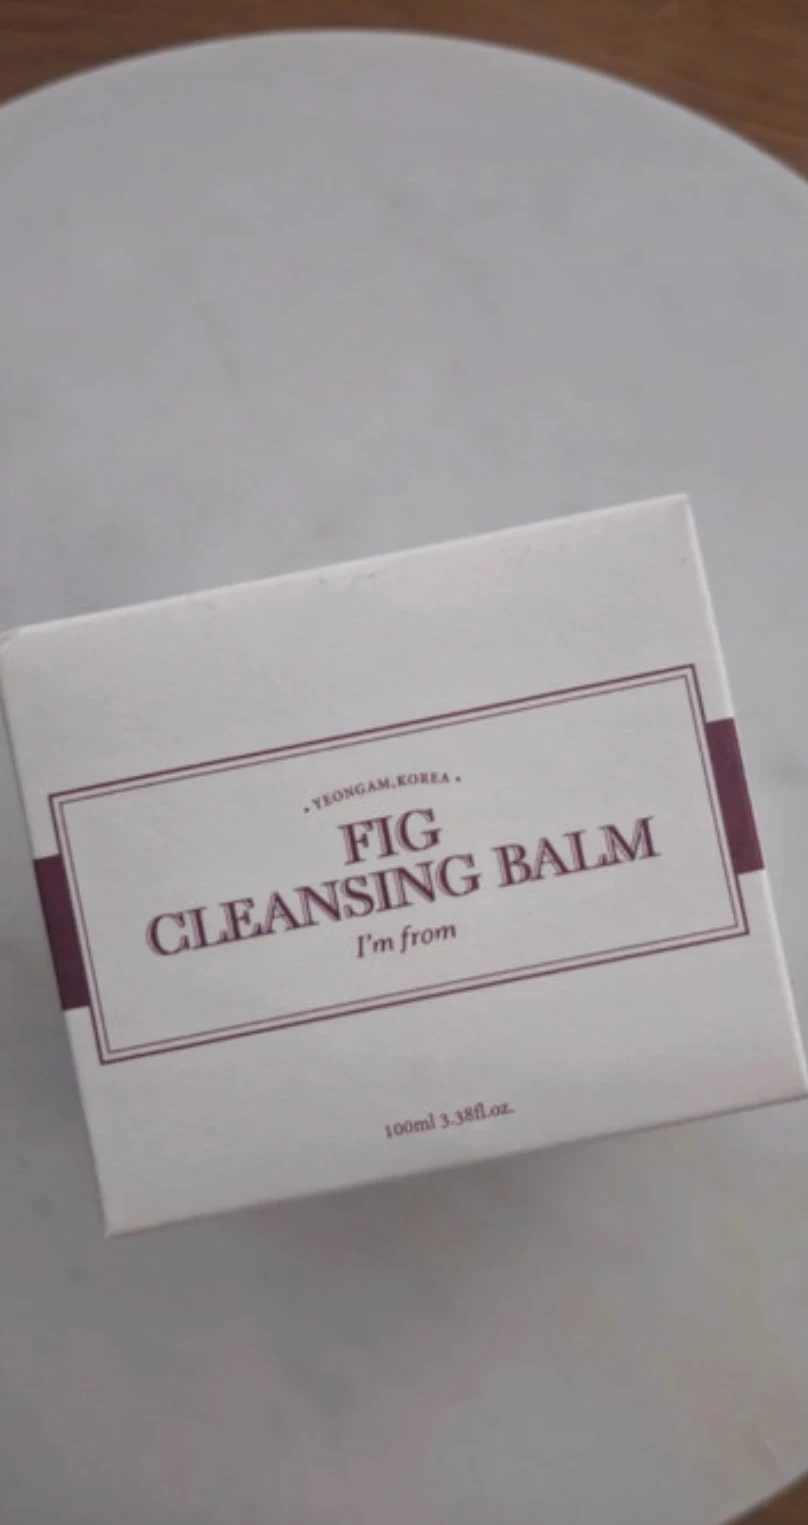 . YEONGAM,KOREA .
FIG
CLEANSING BALM
I'm from
100ml 3.38fl.oz.